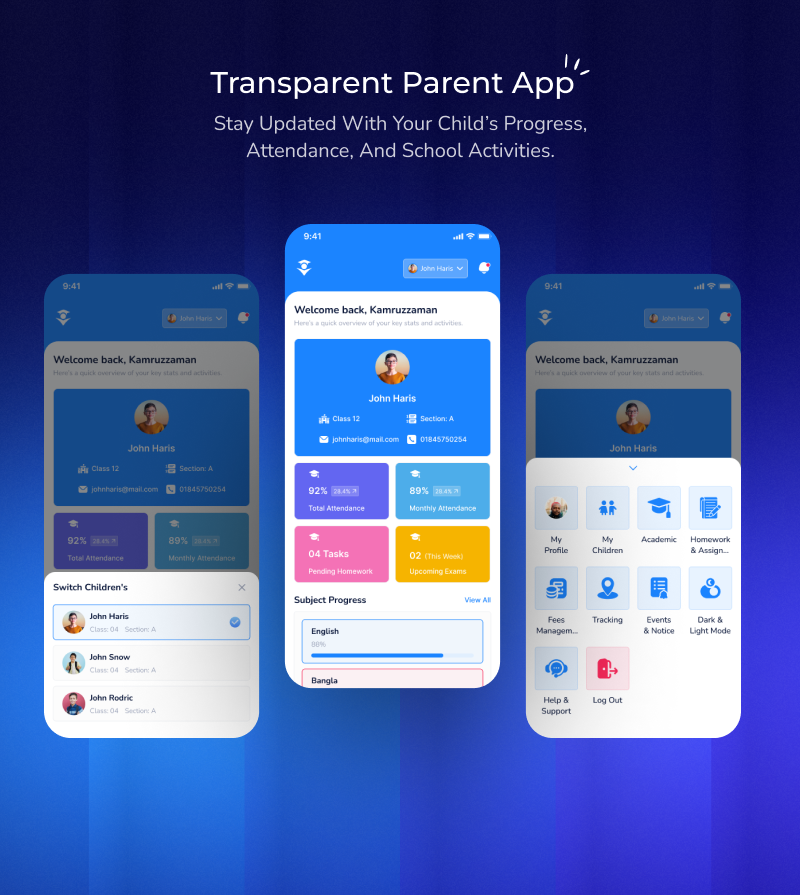 Transparent Parent App
Stay Updated With Your Child's Progress,
Attendance, And School Activities.
9:41
John Haris
Welcome back, Kamruzzaman
Here's a quick overview of your key stats and activities.
John Haris
Class 12
Section: A
johnharis@mail.com
01845750254
92% 28.4%
Total Attendance
89% 28.4%
Monthly Attendance
Switch Children's
John Haris
Class: 04 Section: A
John Snow
Class: 04 Section: A
John Rodric
Class: 04 Section: A
9:41
John Haris
Welcome back, Kamruzzaman
Here's a quick overview of your key stats and activities.
John Haris
Class 12
Section: A
johnharis@mail.com
01845750254
92% 28.4%
Total Attendance
89% 28.4%
Monthly Attendance
04 Tasks
Pending Homework
02 (This Week)
Upcoming Exams
Subject Progress
View All
English
86%
Bangla
9:41
John Haris
Welcome back, Kamruzzaman
Here's a quick overview of your key stats and activities.
John Haris
My
Profile
My
Children
Academic
Homework
& Assign...
Fees
Managem...
Tracking
Events
& Notice
Dark &
Light Mode
Help &
Support
Log Out